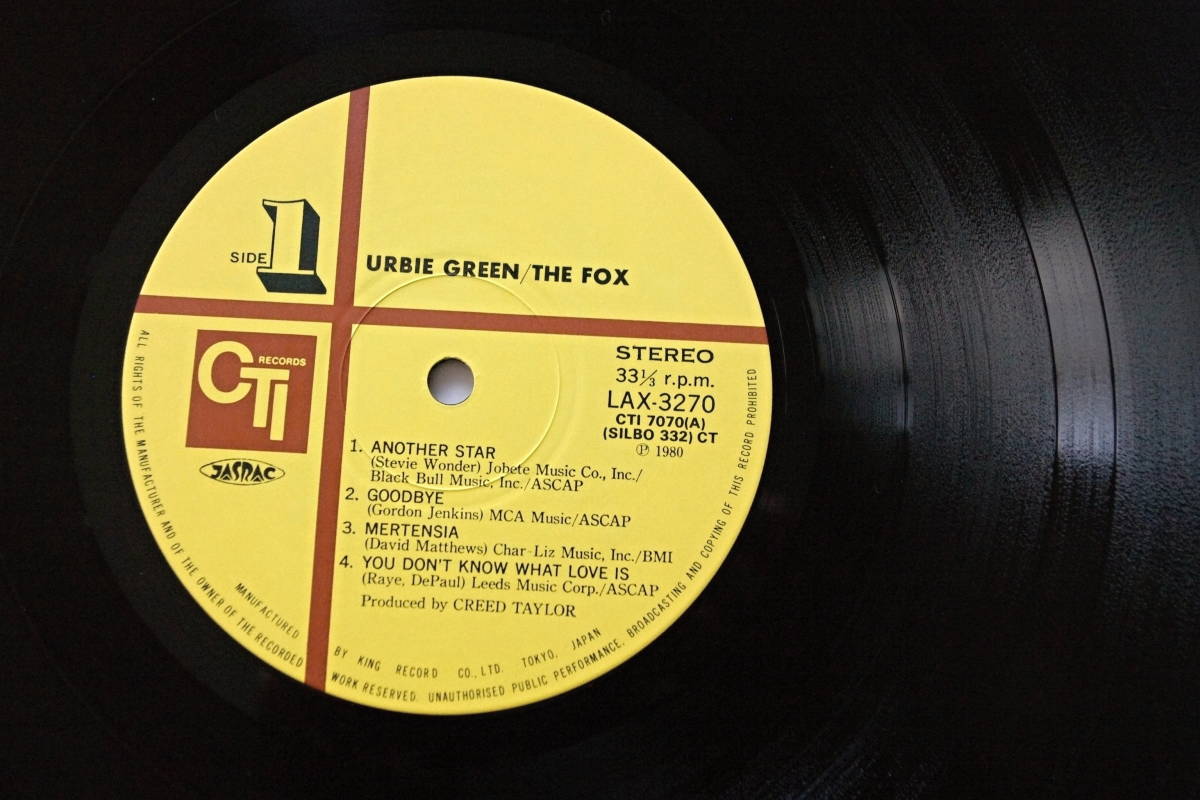 SIDE 1
URBIE GREEN/THE FOX
CTI RECORDS
JASRAC
STEREO
33⅓ r.p.m.
LAX-3270
CTI 7070(A)
(SILBO 332) CT
℗ 1980
1. ANOTHER STAR
(Stevie Wonder) Jobete Music Co., Inc./
Black Bull Music, Inc./ASCAP
2. GOODBYE
(Gordon Jenkins) MCA Music/ASCAP
3. MERTENSIA
(David Matthews) Char-Liz Music, Inc./BMI
4. YOU DON'T KNOW WHAT LOVE IS
(Raye, DePaul) Leeds Music Corp./ASCAP
Produced by CREED TAYLOR
MANUFACTURED BY KING RECORD CO., LTD. TOKYO, JAPAN
ALL RIGHTS OF THE MANUFACTURER AND OF THE OWNER OF THE RECORDED WORK RESERVED. UNAUTHORISED PUBLIC PERFORMANCE, BROADCASTING AND COPYING OF THIS RECORD PROHIBITED